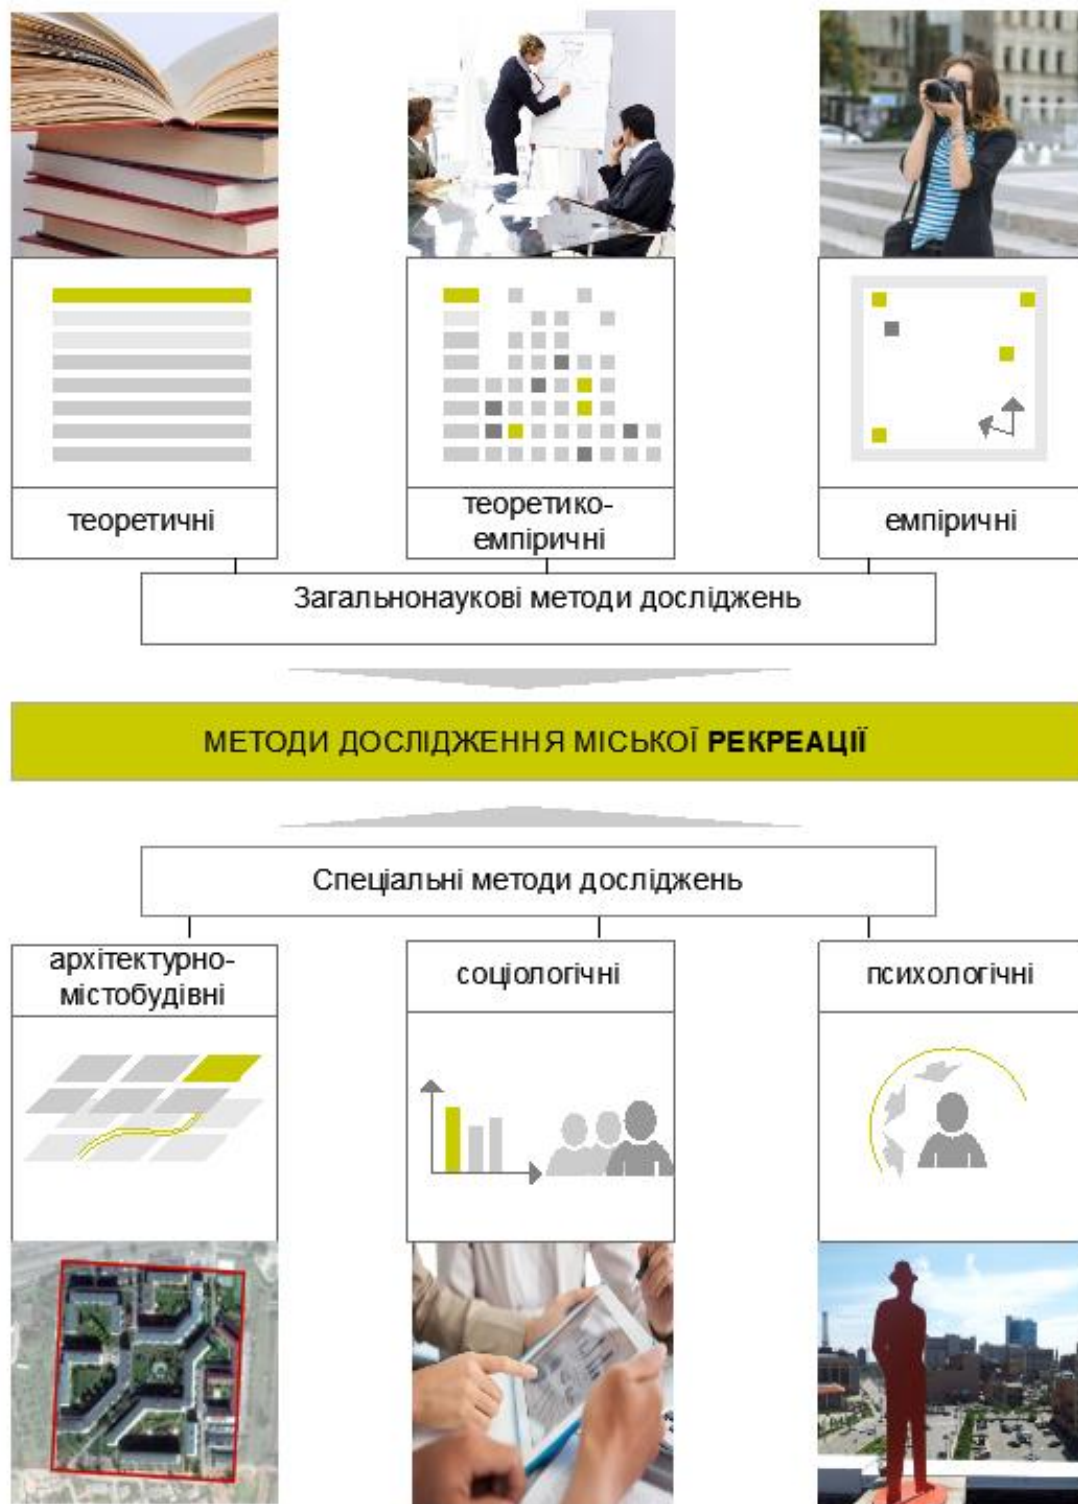 теоретичні
теоретико-
емпіричні
емпіричні
Загальнонаукові методи досліджень
МЕТОДИ ДОСЛІДЖЕННЯ МІСЬКОЇ РЕКРЕАЦІЇ
Спеціальні методи досліджень
архітектурно-
містобудівні
соціологічні
психологічні